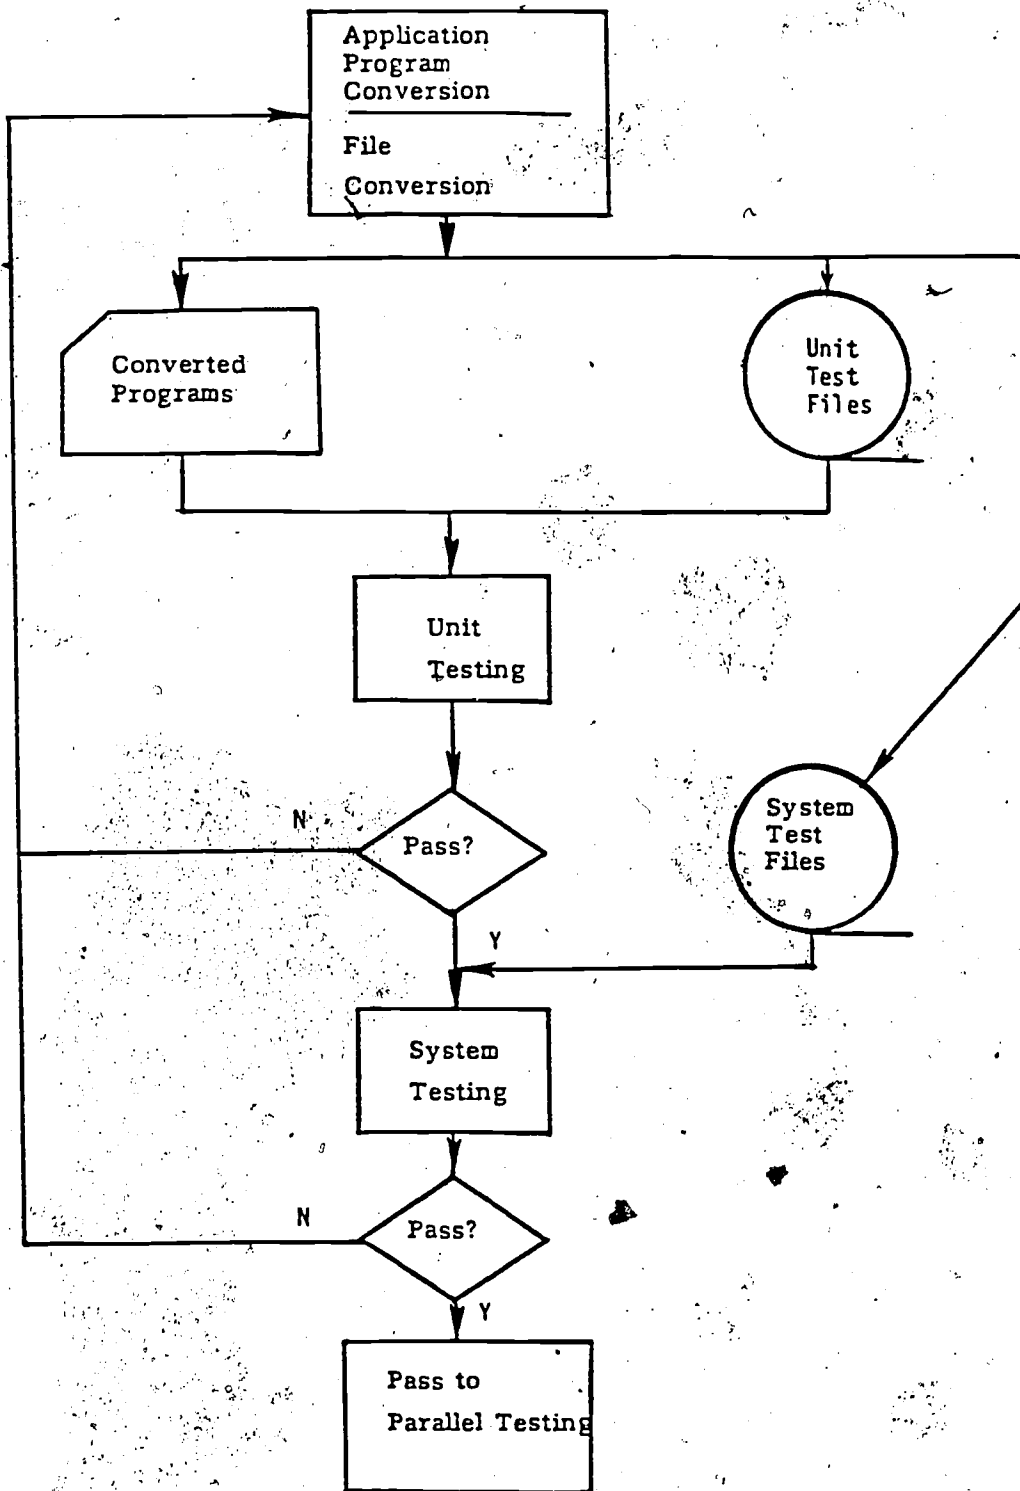 Application
Program
Conversion
File
Conversion
Converted
Programs
Unit
Test
Files
Unit
Testing
N
Pass?
System
Test
Files
Y
System
Testing
N
Pass?
Y
Pass to
Parallel Testing